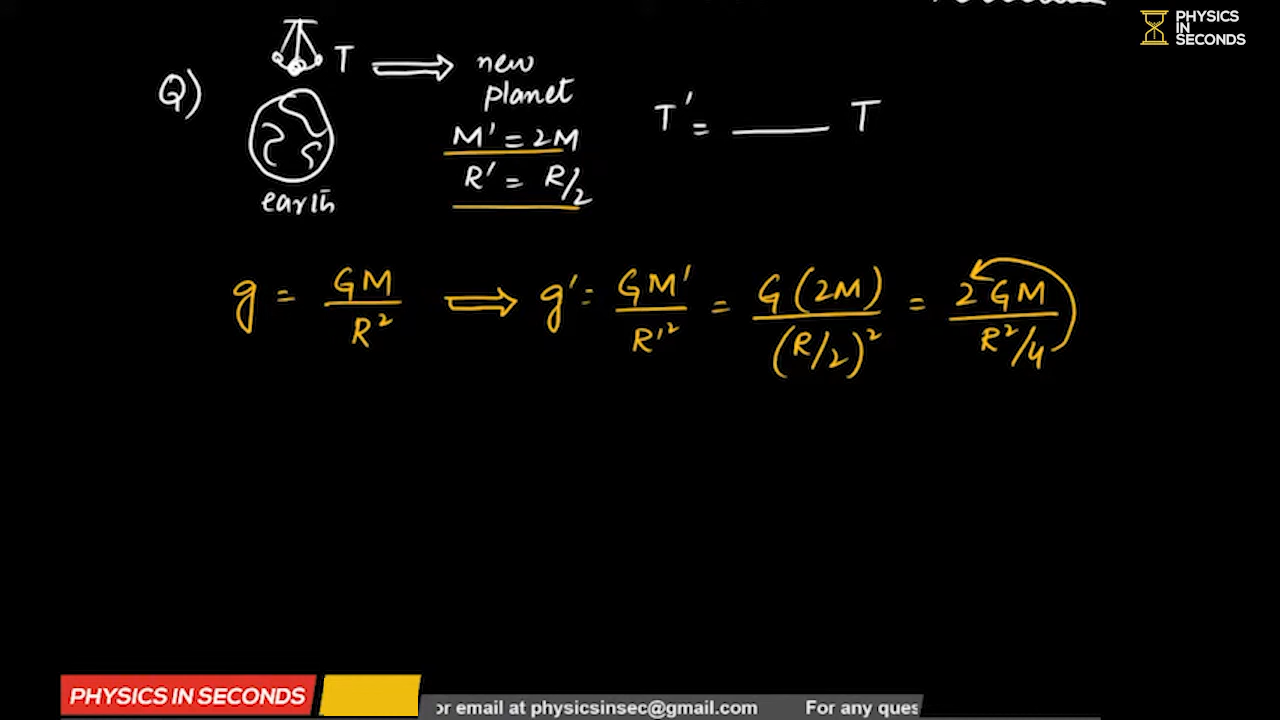 PHYSICS
IN
SECONDS
Q)
T ⟹ new planet
M' = 2M
R' = R/2
T' = ____ T
earth
g = GM/R² ⟹ g' = GM'/R'² = G(2M)/(R/2)² = 2GM/R²/4
PHYSICS IN SECONDS
or email at physicsinsec@gmail.com For any ques